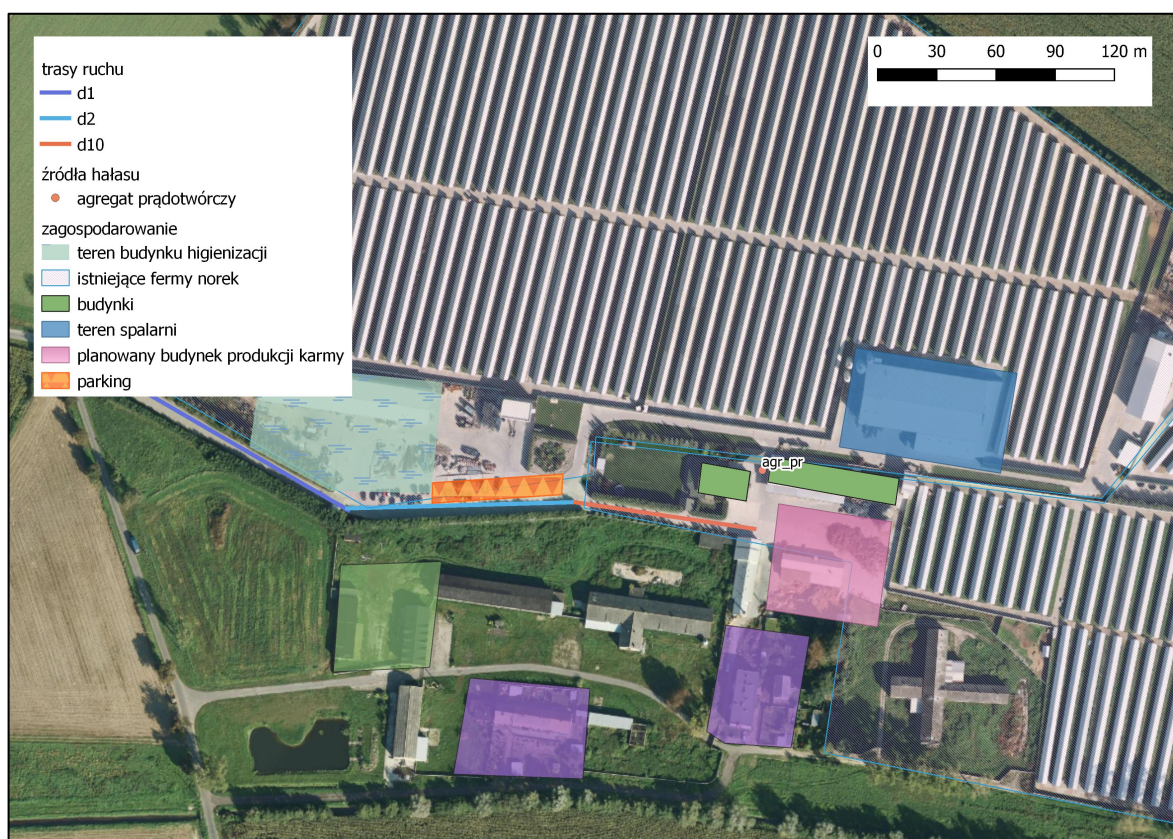 trasy ruchu
d1
d2
d10
źródła hałasu
agregat prądotwórczy
zagospodarowanie
teren budynku higienizacji
istniejące fermy norek
budynki
teren spalarni
planowany budynek produkcji karmy
parking
0 30 60 90 120 m
agr_pr